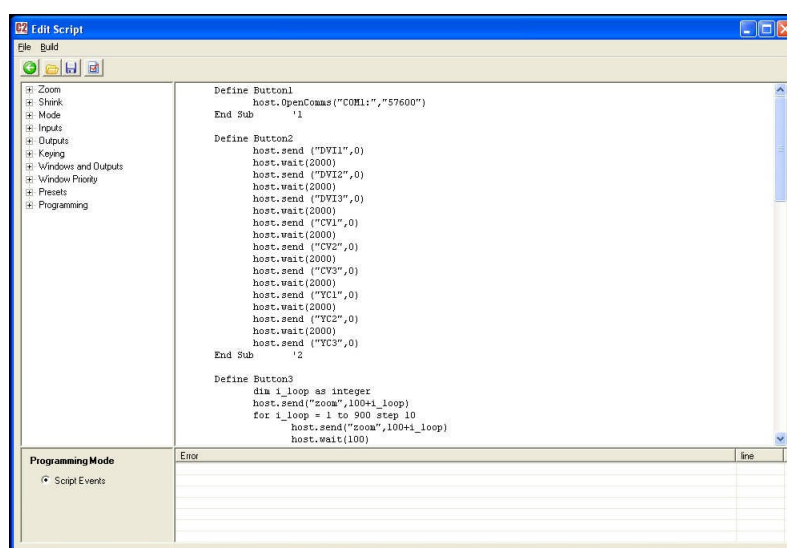 C2 Edit Script
File Build
Zoom
Shrink
Mode
Inputs
Outputs
Keying
Windows and Outputs
Window Priority
Presets
Programming
Define Button1
host.OpenComms("COM1:","57600")
End Sub '1
Define Button2
host.send ("DVI1",0)
host.wait(2000)
host.send ("DVI2",0)
host.wait(2000)
host.send ("DVI3",0)
host.wait(2000)
host.send ("CV1",0)
host.wait(2000)
host.send ("CV2",0)
host.wait(2000)
host.send ("CV3",0)
host.wait(2000)
host.send ("YC1",0)
host.wait(2000)
host.send ("YC2",0)
host.wait(2000)
host.send ("YC3",0)
End Sub '2
Define Button3
dim i_loop as integer
host.send("zoom",100+i_loop)
for i_loop = 1 to 900 step 10
host.send("zoom",100+i_loop)
host.wait(100)
Programming Mode
Script Events
Error line